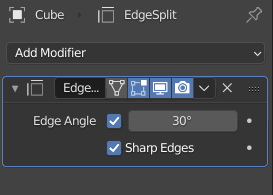 Cube EdgeSplit
Add Modifier
Edge...
Edge Angle 30°
Sharp Edges